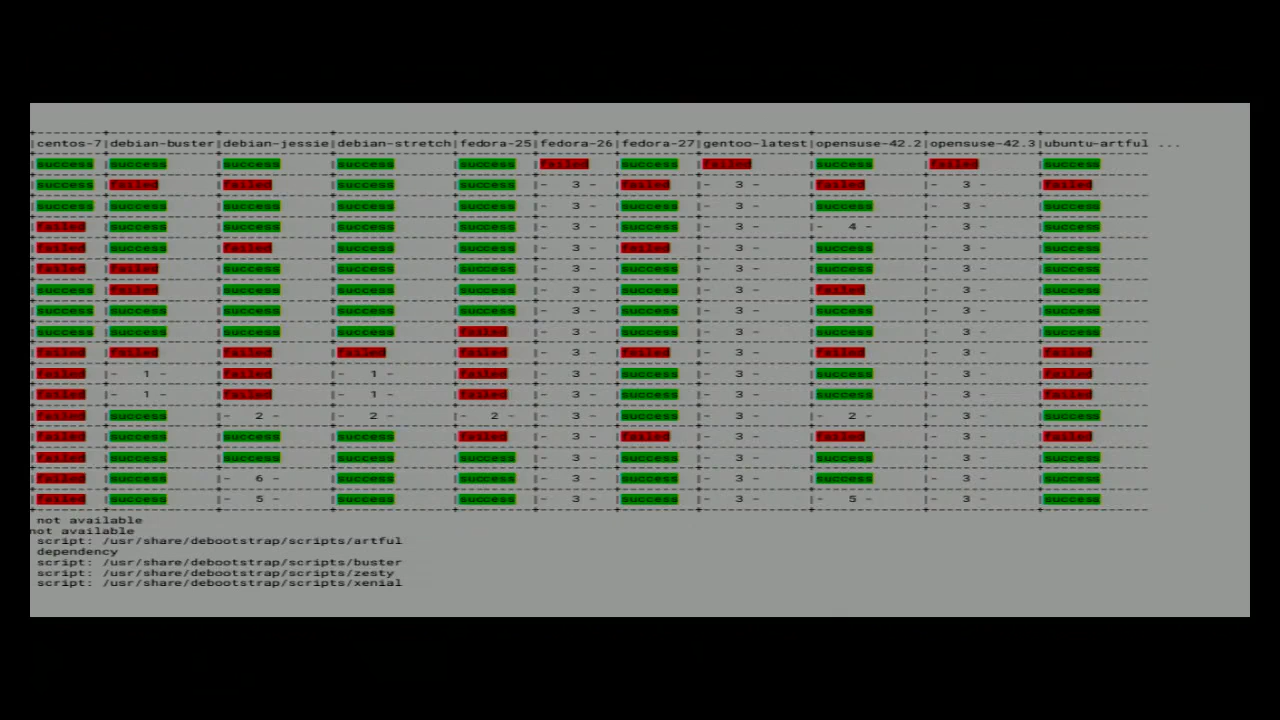 |centos-7|debian-buster|debian-jessie|debian-stretch|fedora-25|fedora-26|fedora-27|gentoo-latest|opensuse-42.2|opensuse-42.3|ubuntu-artful ...
|success |success |success |success |success |failed |success |failed |success |failed |success
|success |failed |failed |success |success |- 3 - |failed |- 3 - |failed |- 3 - |failed
|success |success |success |success |success |- 3 - |success |- 3 - |success |- 3 - |success
|failed |success |success |success |success |- 3 - |success |- 3 - |- 4 - |- 3 - |success
|failed |success |failed |success |success |- 3 - |failed |- 3 - |success |- 3 - |success
|failed |failed |success |success |success |- 3 - |success |- 3 - |success |- 3 - |success
|success |failed |success |success |success |- 3 - |success |- 3 - |failed |- 3 - |success
|success |success |success |success |success |- 3 - |success |- 3 - |success |- 3 - |success
|success |success |success |success |failed |- 3 - |success |- 3 - |success |- 3 - |success
|failed |failed |failed |failed |failed |- 3 - |failed |- 3 - |failed |- 3 - |failed
|failed |- 1 - |failed |- 1 - |failed |- 3 - |success |- 3 - |success |- 3 - |failed
|failed |- 1 - |failed |- 1 - |failed |- 3 - |success |- 3 - |success |- 3 - |failed
|failed |success |- 2 - |- 2 - |- 2 - |- 3 - |success |- 3 - |- 2 - |- 3 - |success
|failed |success |success |success |failed |- 3 - |failed |- 3 - |failed |- 3 - |failed
|failed |success |success |success |success |- 3 - |success |- 3 - |success |- 3 - |success
|failed |success |- 6 - |success |success |- 3 - |success |- 3 - |success |- 3 - |success
|failed |success |- 5 - |success |success |- 3 - |success |- 3 - |- 5 - |- 3 - |success
not available
not available
script: /usr/share/debootstrap/scripts/artful
dependency
script: /usr/share/debootstrap/scripts/buster
script: /usr/share/debootstrap/scripts/zesty
script: /usr/share/debootstrap/scripts/xenial